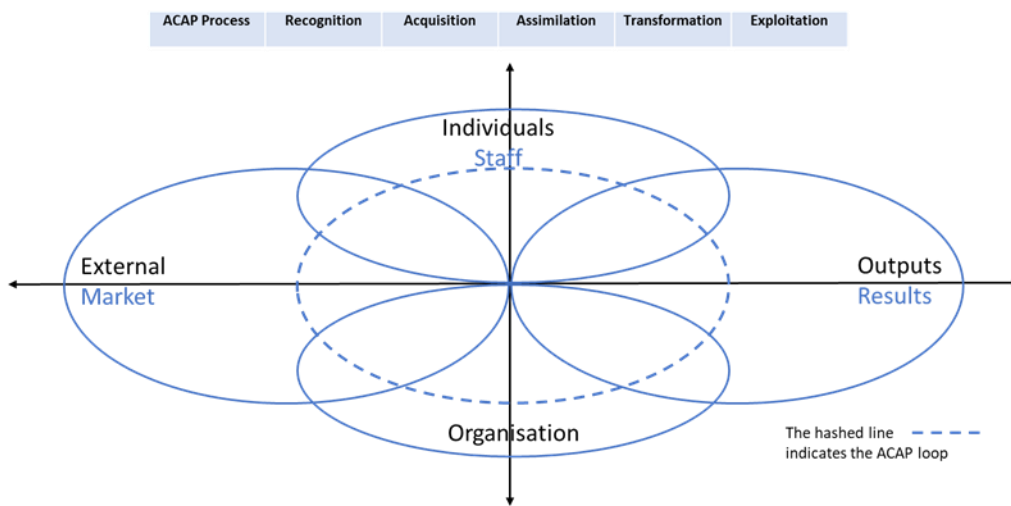 ACAP Process Recognition Acquisition Assimilation Transformation Exploitation
Individuals
Staff
External
Market
Outputs
Results
Organisation
The hashed line
indicates the ACAP loop